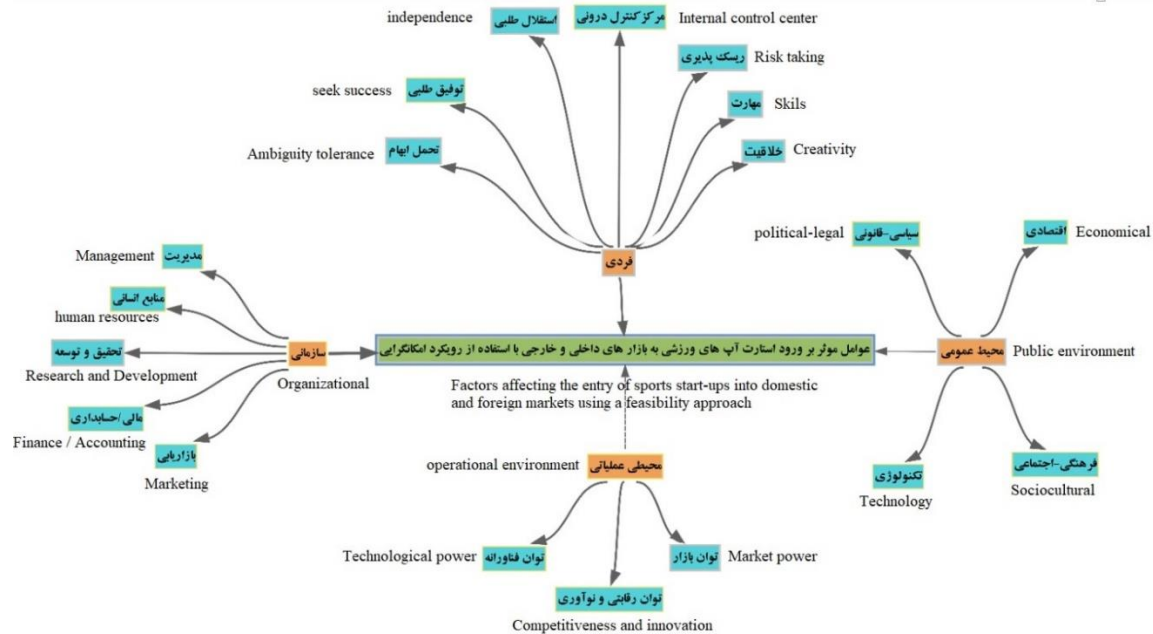 independence
استقلال طلبی
مرکز کنترل درونی
Internal control center
ریسک پذیری
Risk taking
seek success
توفیق طلبی
مهارت
Skils
Ambiguity tolerance
تحمل ابهام
خلاقیت
Creativity
فردی
political-legal
سیاسی-قانونی
اقتصادی
Economical
Management
مدیریت
منابع انسانی
human resources
تحقیق و توسعه
Research and Development
سازمانی
Organizational
مالی/حسابداری
Finance / Accounting
بازاریابی
Marketing
عوامل موثر بر ورود استارت آپ های ورزشی به بازار های داخلی و خارجی با استفاده از رویکرد امکانگرایی
Factors affecting the entry of sports start-ups into domestic
and foreign markets using a feasibility approach
محیط عمومی
Public environment
operational environment
محیطی عملیاتی
تکنولوژی
Technology
فرهنگی-اجتماعی
Sociocultural
Technological power
توان فناورانه
توان بازار
Market power
توان رقابتی و نوآوری
Competitiveness and innovation